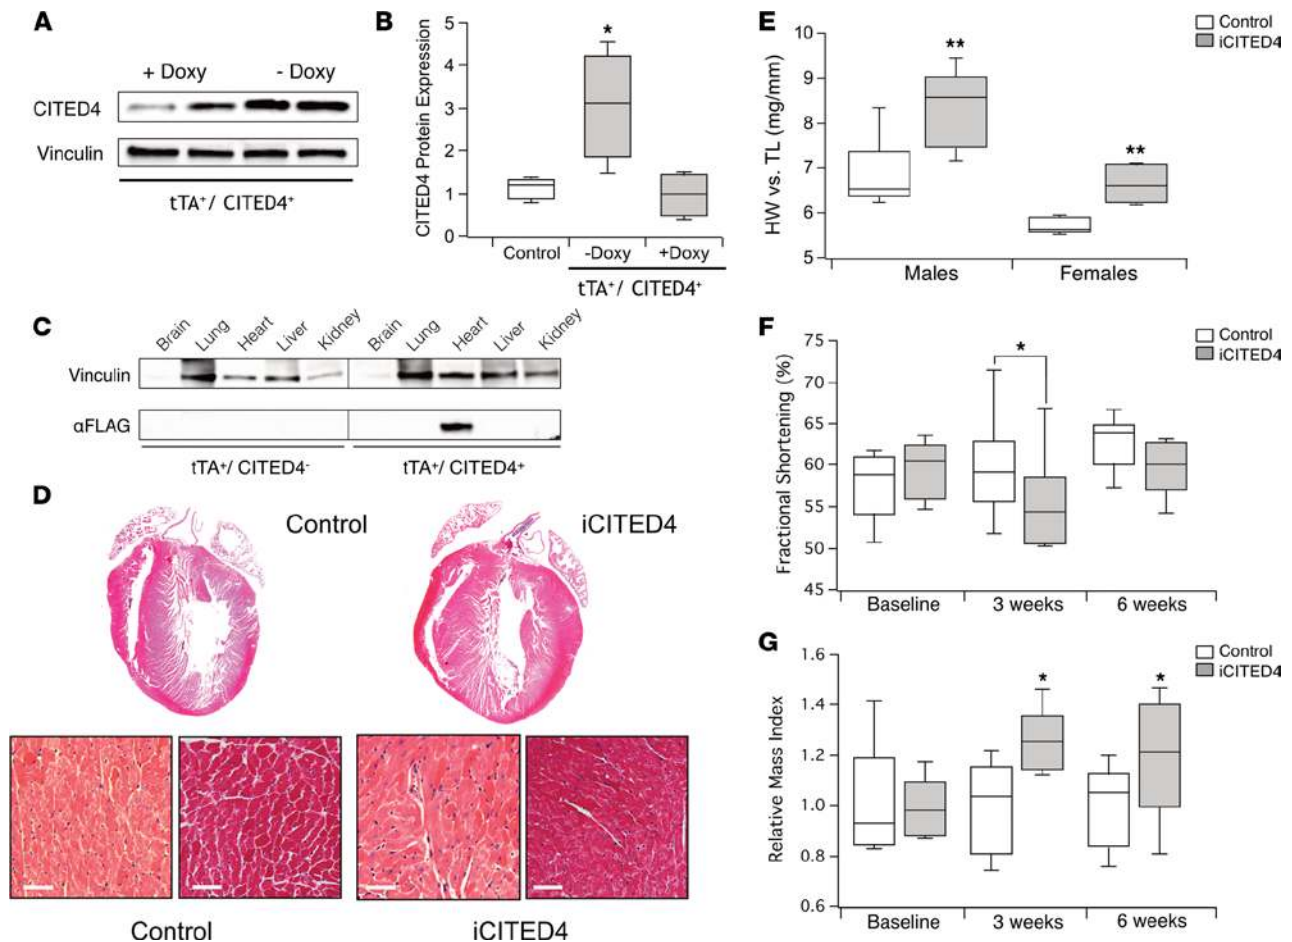 A
+ Doxy - Doxy
CITED4
Vinculin
tTA⁺/ CITED4⁺
B
CITED4 Protein Expression
5
4
3
2
1
0
*
Control -Doxy +Doxy
tTA⁺/ CITED4⁺
C
Brain Lung Heart Liver Kidney Brain Lung Heart Liver Kidney
Vinculin
αFLAG
tTA⁺/ CITED4⁻ tTA⁺/ CITED4⁺
D
Control iCITED4
Control iCITED4
E
Control
iCITED4
HW vs. TL (mg/mm)
10
9
8
7
6
5
**
**
Males Females
F
Control
iCITED4
Fractional Shortening (%)
75
70
65
60
55
50
45
*
Baseline 3 weeks 6 weeks
G
Control
iCITED4
Relative Mass Index
1.6
1.4
1.2
1.0
0.8
0.6
* *
Baseline 3 weeks 6 weeks